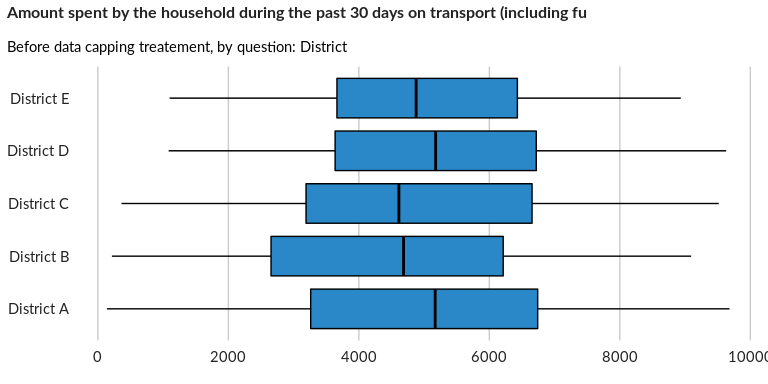 Amount spent by the household during the past 30 days on transport (including fu
Before data capping treatement, by question: District
District E
District D
District C
District B
District A
0 2000 4000 6000 8000 10000